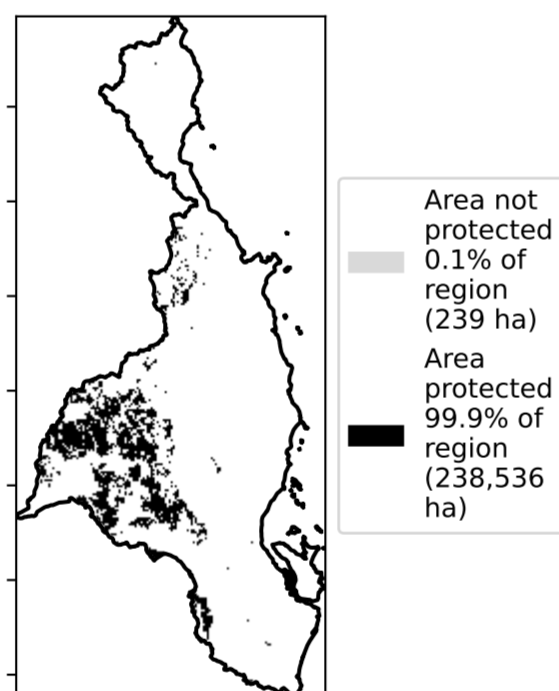 Area not
protected
0.1% of
region
(239 ha)
Area
protected
99.9% of
region
(238,536
ha)